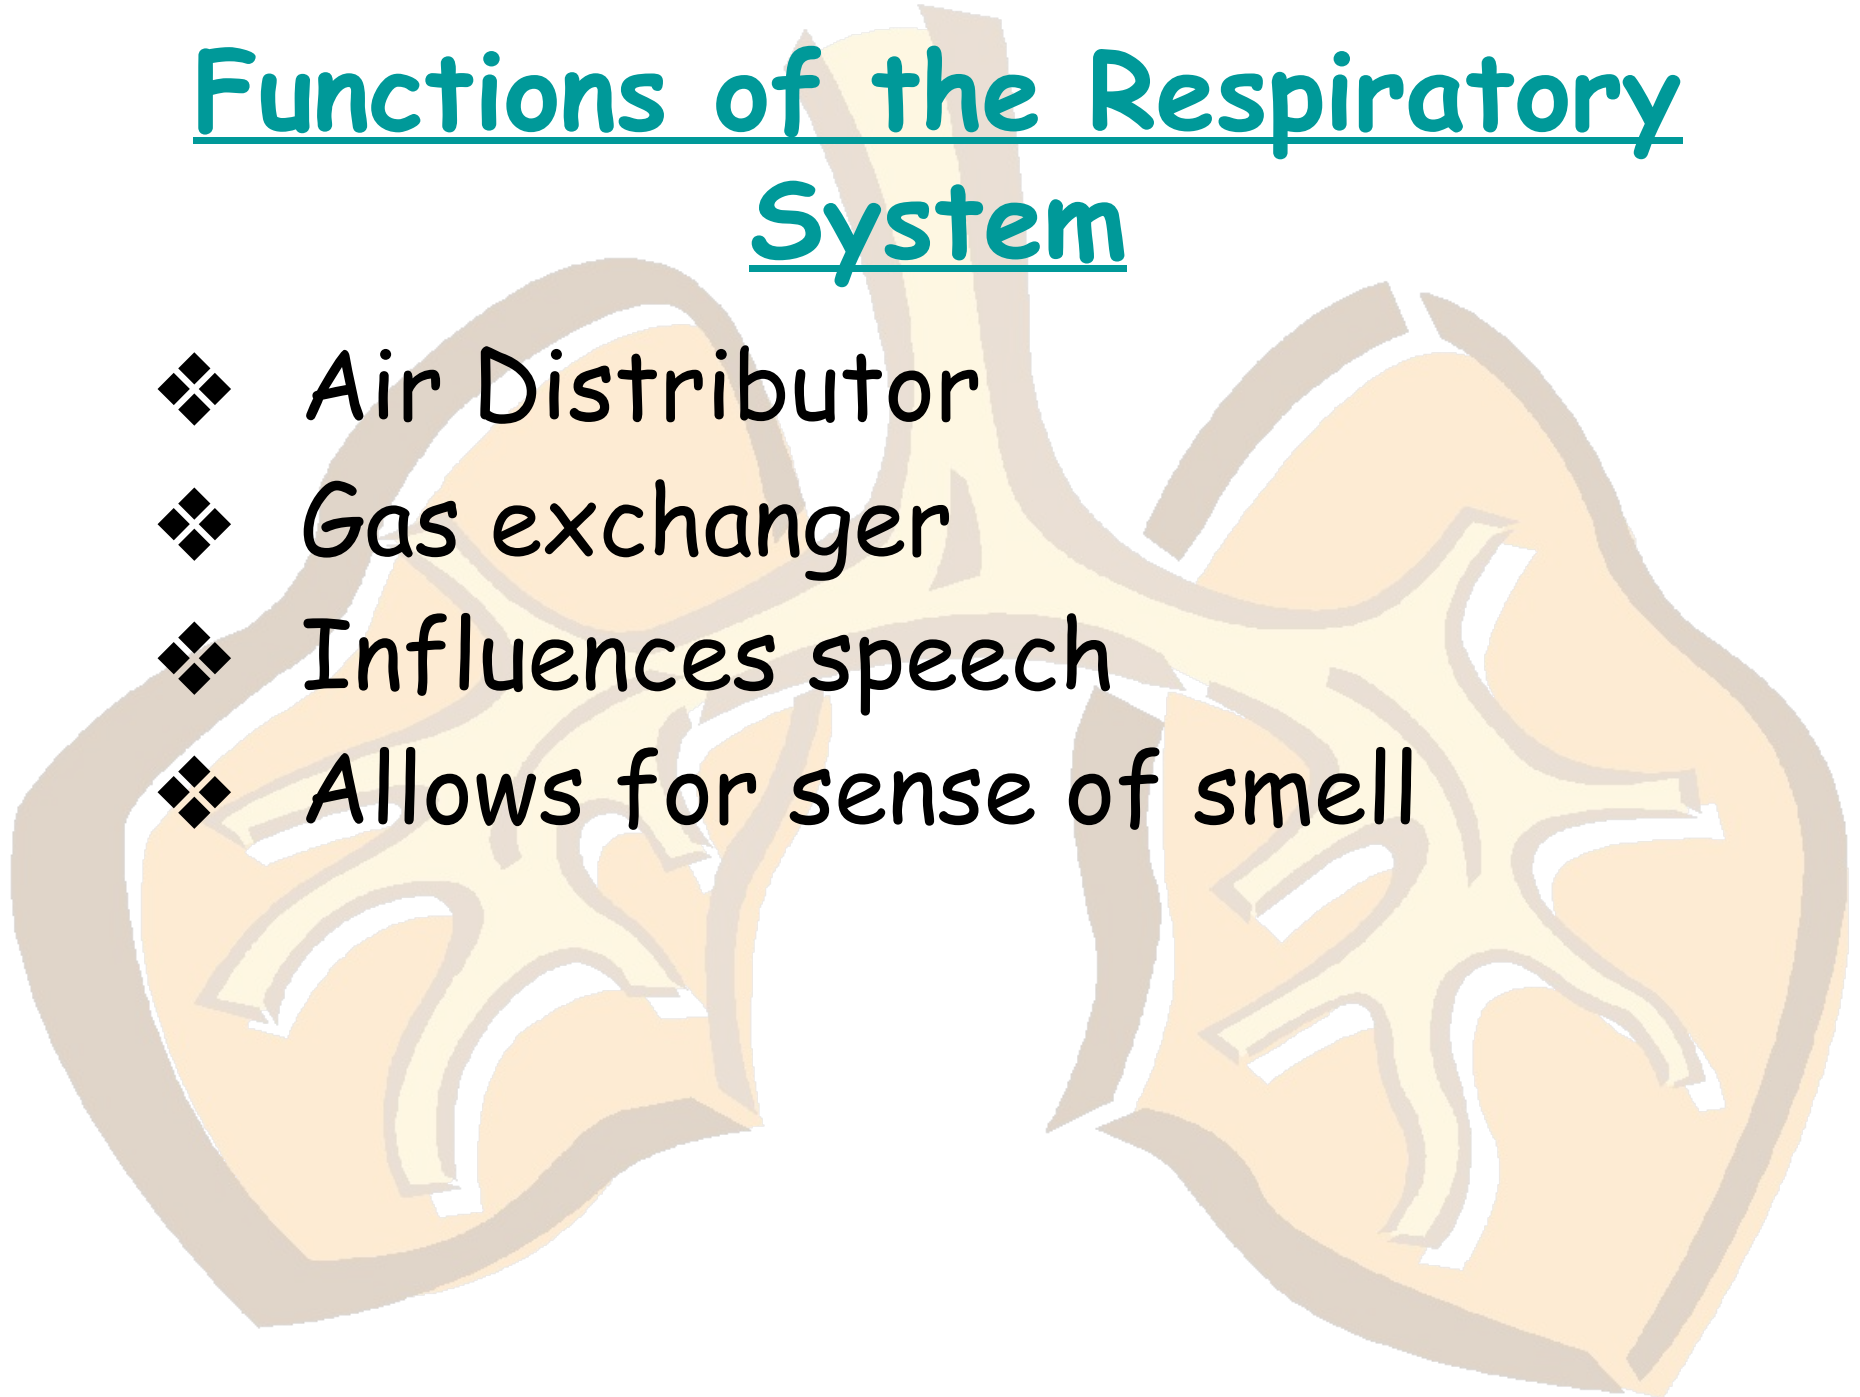 Functions of the Respiratory
System
❖ Air Distributor
❖ Gas exchanger
❖ Influences speech
❖ Allows for sense of smell